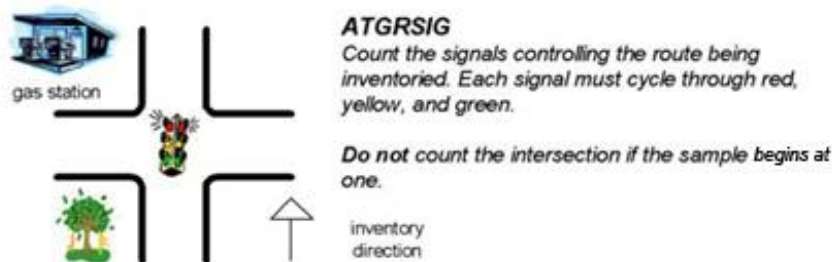 ATGRSIG
Count the signals controlling the route being
inventoried. Each signal must cycle through red,
yellow, and green.
Do not count the intersection if the sample begins at
one.
gas station
inventory
direction